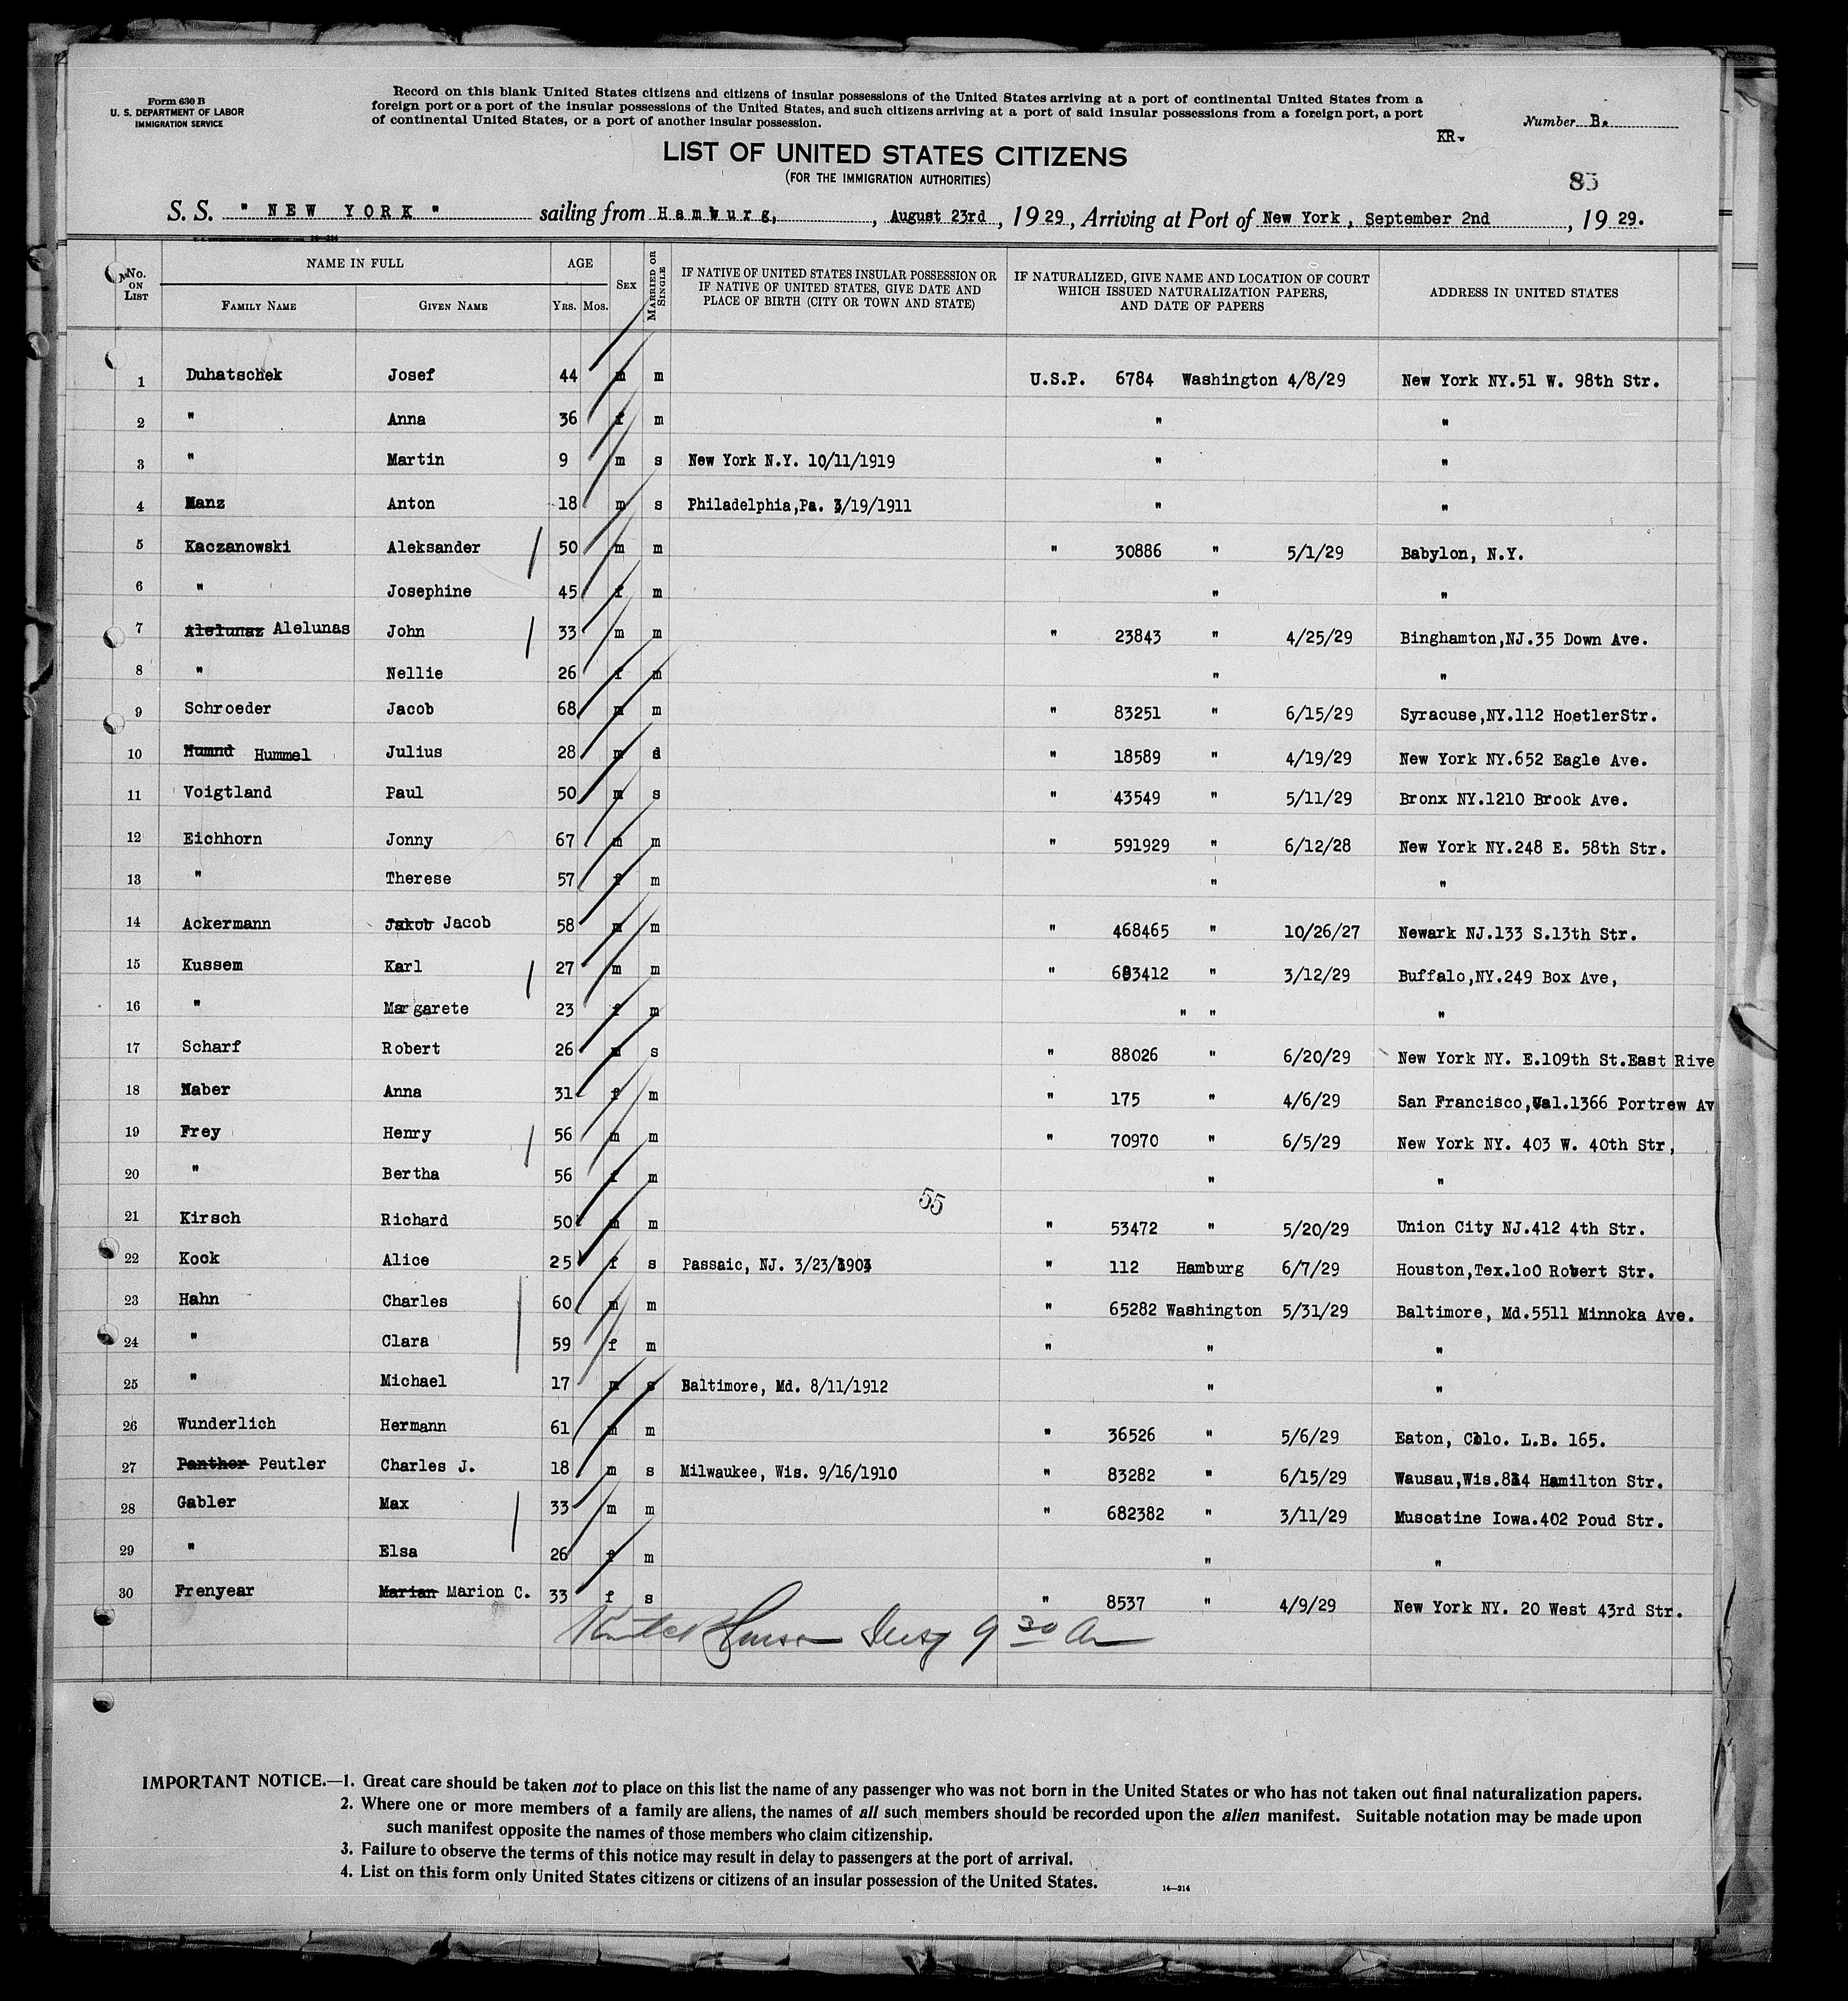 Form 630 B
U. S. DEPARTMENT OF LABOR
IMMIGRATION SERVICE
Record on this blank United States citizens and citizens of insular possessions of the United States arriving at a port of continental United States from a
foreign port or a port of the insular possessions of the United States, and such citizens arriving at a port of said insular possessions from a foreign port, a port
of continental United States, or a port of another insular possession.
Number B.
KR.
LIST OF UNITED STATES CITIZENS
(FOR THE IMMIGRATION AUTHORITIES)
83
S. S. " NEW YORK " sailing from Hamburg, , August 23rd , 1929, Arriving at Port of New York, September 2nd , 1929.
No. ON LIST NAME IN FULL AGE SEX MARRIED OR SINGLE IF NATIVE OF UNITED STATES INSULAR POSSESSION OR IF NATIVE OF UNITED STATES, GIVE DATE AND PLACE OF BIRTH (CITY OR TOWN AND STATE) IF NATURALIZED, GIVE NAME AND LOCATION OF COURT WHICH ISSUED NATURALIZATION PAPERS, AND DATE OF PAPERS ADDRESS IN UNITED STATES
FAMILY NAME GIVEN NAME YRS. MOS.
1 Duhatschek Josef 44 m m U.S.P. 6784 Washington 4/8/29 New York NY.51 W. 98th Str.
2 " Anna 36 f m " "
3 " Martin 9 m s New York N.Y. 10/11/1919 " "
4 Manz Anton 18 m s Philadelphia,Pa. 3/19/1911 " "
5 Kaczanowski Aleksander 50 m m " 30886 " 5/1/29 Babylon, N.Y.
6 " Josephine 45 f m " "
7 Alelunaz Alelunas John 33 m m " 23843 " 4/25/29 Binghamton,NJ.35 Down Ave.
8 " Nellie 26 f m " "
9 Schroeder Jacob 68 m m " 83251 " 6/15/29 Syracuse,NY.112 HoetlerStr.
10 Humnd Hummel Julius 28 m s " 18589 " 4/19/29 New York NY.652 Eagle Ave.
11 Voigtland Paul 50 m s " 43549 " 5/11/29 Bronx NY.1210 Brook Ave.
12 Eichhorn Jonny 67 m m " 591929 " 6/12/28 New York NY.248 E. 58th Str.
13 " Therese 57 f m " "
14 Ackermann Jakob Jacob 58 m m " 468465 " 10/26/27 Newark NJ.133 S.13th Str.
15 Kussem Karl 27 m m " 683412 " 3/12/29 Buffalo,NY.249 Box Ave,
16 " Margarete 23 f m " " "
17 Scharf Robert 26 m s " 88026 " 6/20/29 New York NY. E.109th St.East Rive
18 Naber Anna 31 f m " 175 " 4/6/29 San Francisco,Cal.1366 Portrew Av
19 Frey Henry 56 m m " 70970 " 6/5/29 New York NY. 403 W. 40th Str,
20 " Bertha 56 f m " "
55
21 Kirsch Richard 50 m m " 53472 " 5/20/29 Union City NJ.412 4th Str.
22 Kock Alice 25 f s Passaic, NJ. 3/23/1904 " 112 Hamburg 6/7/29 Houston,Tex.1oO Robert Str.
23 Hahn Charles 60 m m " 65282 Washington 5/31/29 Baltimore, Md.5511 Minnoka Ave.
24 " Clara 59 f m " " "
25 " Michael 17 m s Baltimore, Md. 8/11/1912 " "
26 Wunderlich Hermann 61 m m " 36526 " 5/6/29 Eaton, Colo. L.B. 165.
27 Panther Peutler Charles J. 18 m s Milwaukee, Wis. 9/16/1910 " 83282 " 6/15/29 Wausau,Wis.814 Hamilton Str.
28 Gabler Max 33 m m " 682382 " 3/11/29 Muscatine Iowa.402 Poud Str.
29 " Elsa 26 f m " "
30 Frenyear Marian Marion C. 33 f s " 8537 " 4/9/29 New York NY. 20 West 43rd Str.
9 30 Am
IMPORTANT NOTICE.—1. Great care should be taken not to place on this list the name of any passenger who was not born in the United States or who has not taken out final naturalization papers.
2. Where one or more members of a family are aliens, the names of all such members should be recorded upon the alien manifest. Suitable notation may be made upon
such manifest opposite the names of those members who claim citizenship.
3. Failure to observe the terms of this notice may result in delay to passengers at the port of arrival.
4. List on this form only United States citizens or citizens of an insular possession of the United States.
14—214